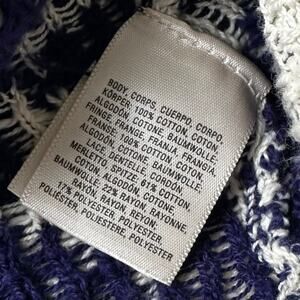 BODY, CORPS, CUERPO, CORPO,
KÖRPER: 100% COTTON, COTON,
ALGODÓN, COTONE, BAUMWOLLE;
FRINGE, FRANGE, FRANJA, FRANGIA,
FRANSE: 100% COTTON, COTON,
ALGODÓN, COTONE, BAUMWOLLE;
LACE, DENTELLE, CORDÓN,
MERLETTO, SPITZE: 61% COTTON,
COTON, ALGODÓN, COTONE,
BAUMWOLLE; 22% RAYON,
RAYÓN, RAYON, REYON, RAYONNE,
17% POLYESTER, POLYESTER,
POLIÉSTER, POLIESTERE, POLYESTER